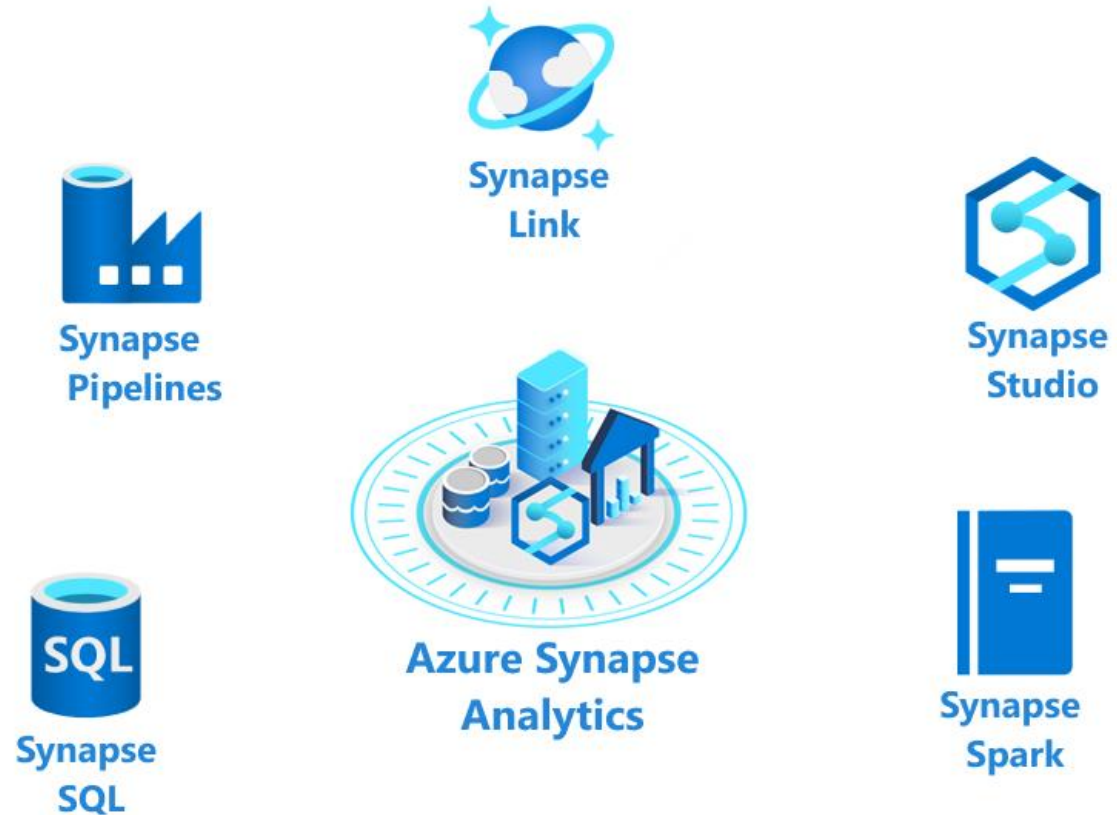 Synapse
Link
Synapse
Pipelines
Synapse
Studio
Azure Synapse
Analytics
SQL
Synapse
SQL
Synapse
Spark